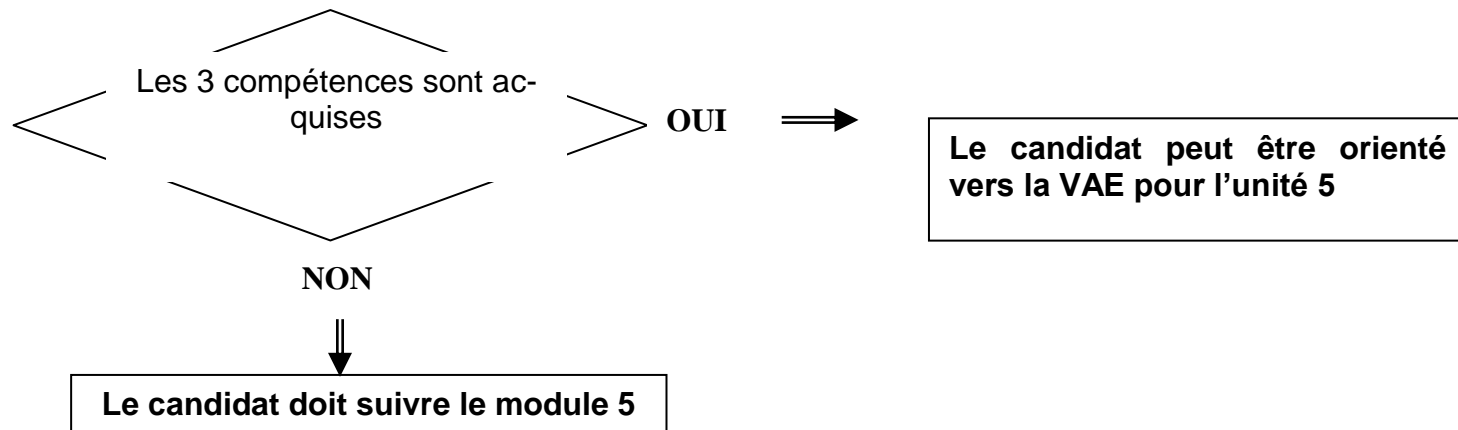 Les 3 compétences sont ac-
quises
OUI
Le candidat peut être orienté
vers la VAE pour l’unité 5
NON
Le candidat doit suivre le module 5